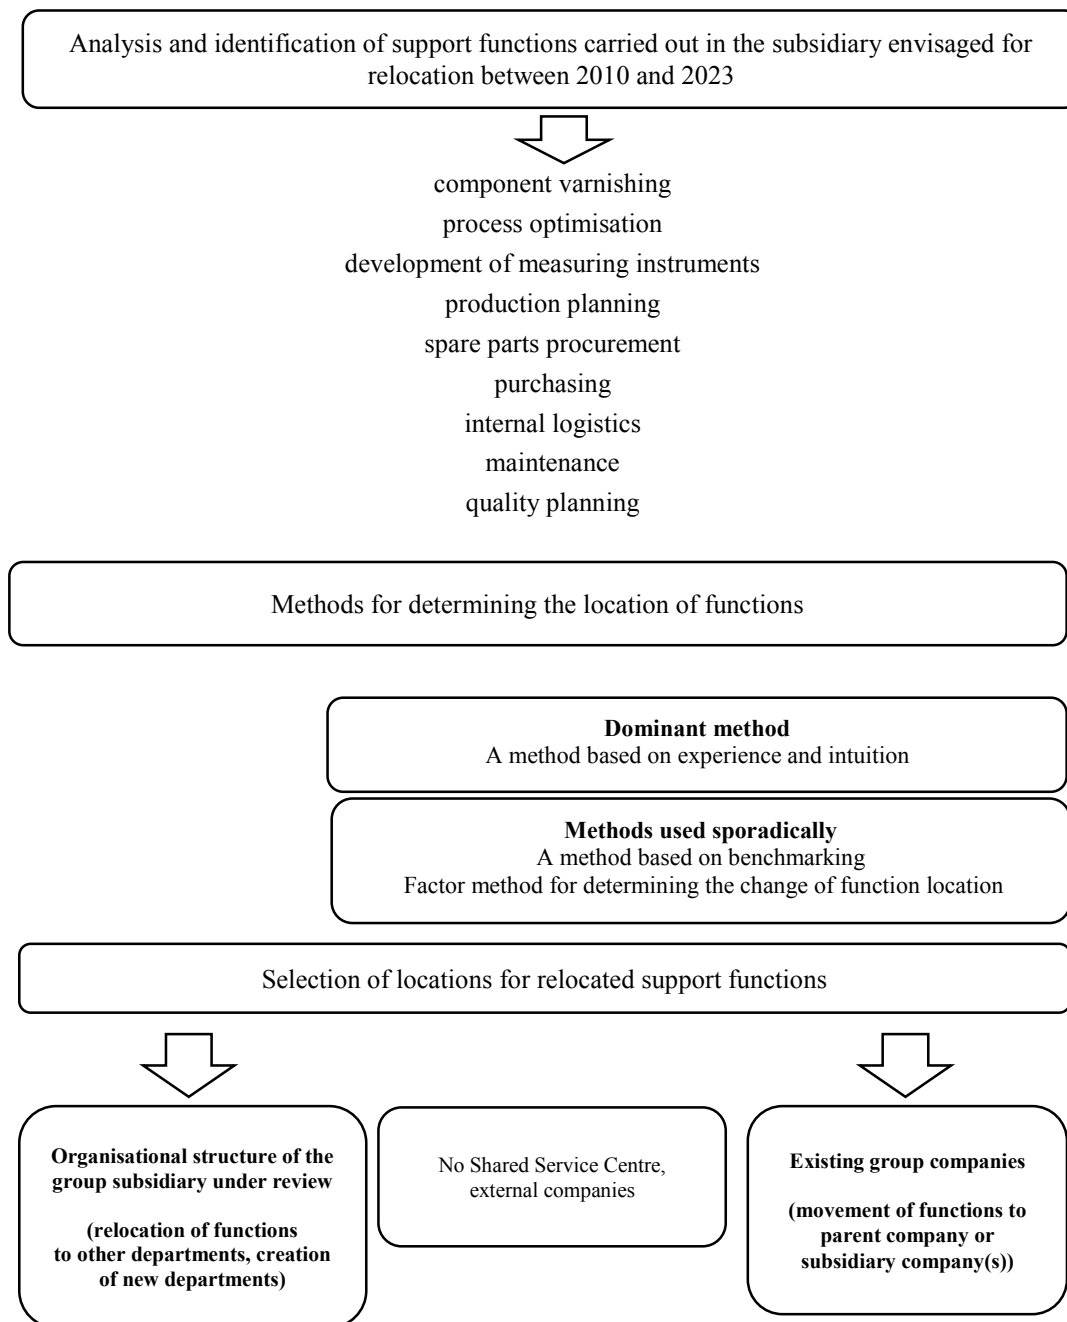 Analysis and identification of support functions carried out in the subsidiary envisaged for
relocation between 2010 and 2023
component varnishing
process optimisation
development of measuring instruments
production planning
spare parts procurement
purchasing
internal logistics
maintenance
quality planning
Methods for determining the location of functions
Dominant method
A method based on experience and intuition
Methods used sporadically
A method based on benchmarking
Factor method for determining the change of function location
Selection of locations for relocated support functions
Organisational structure of the
group subsidiary under review
(relocation of functions
to other departments, creation
of new departments)
No Shared Service Centre,
external companies
Existing group companies
(movement of functions to
parent company or
subsidiary company(s))